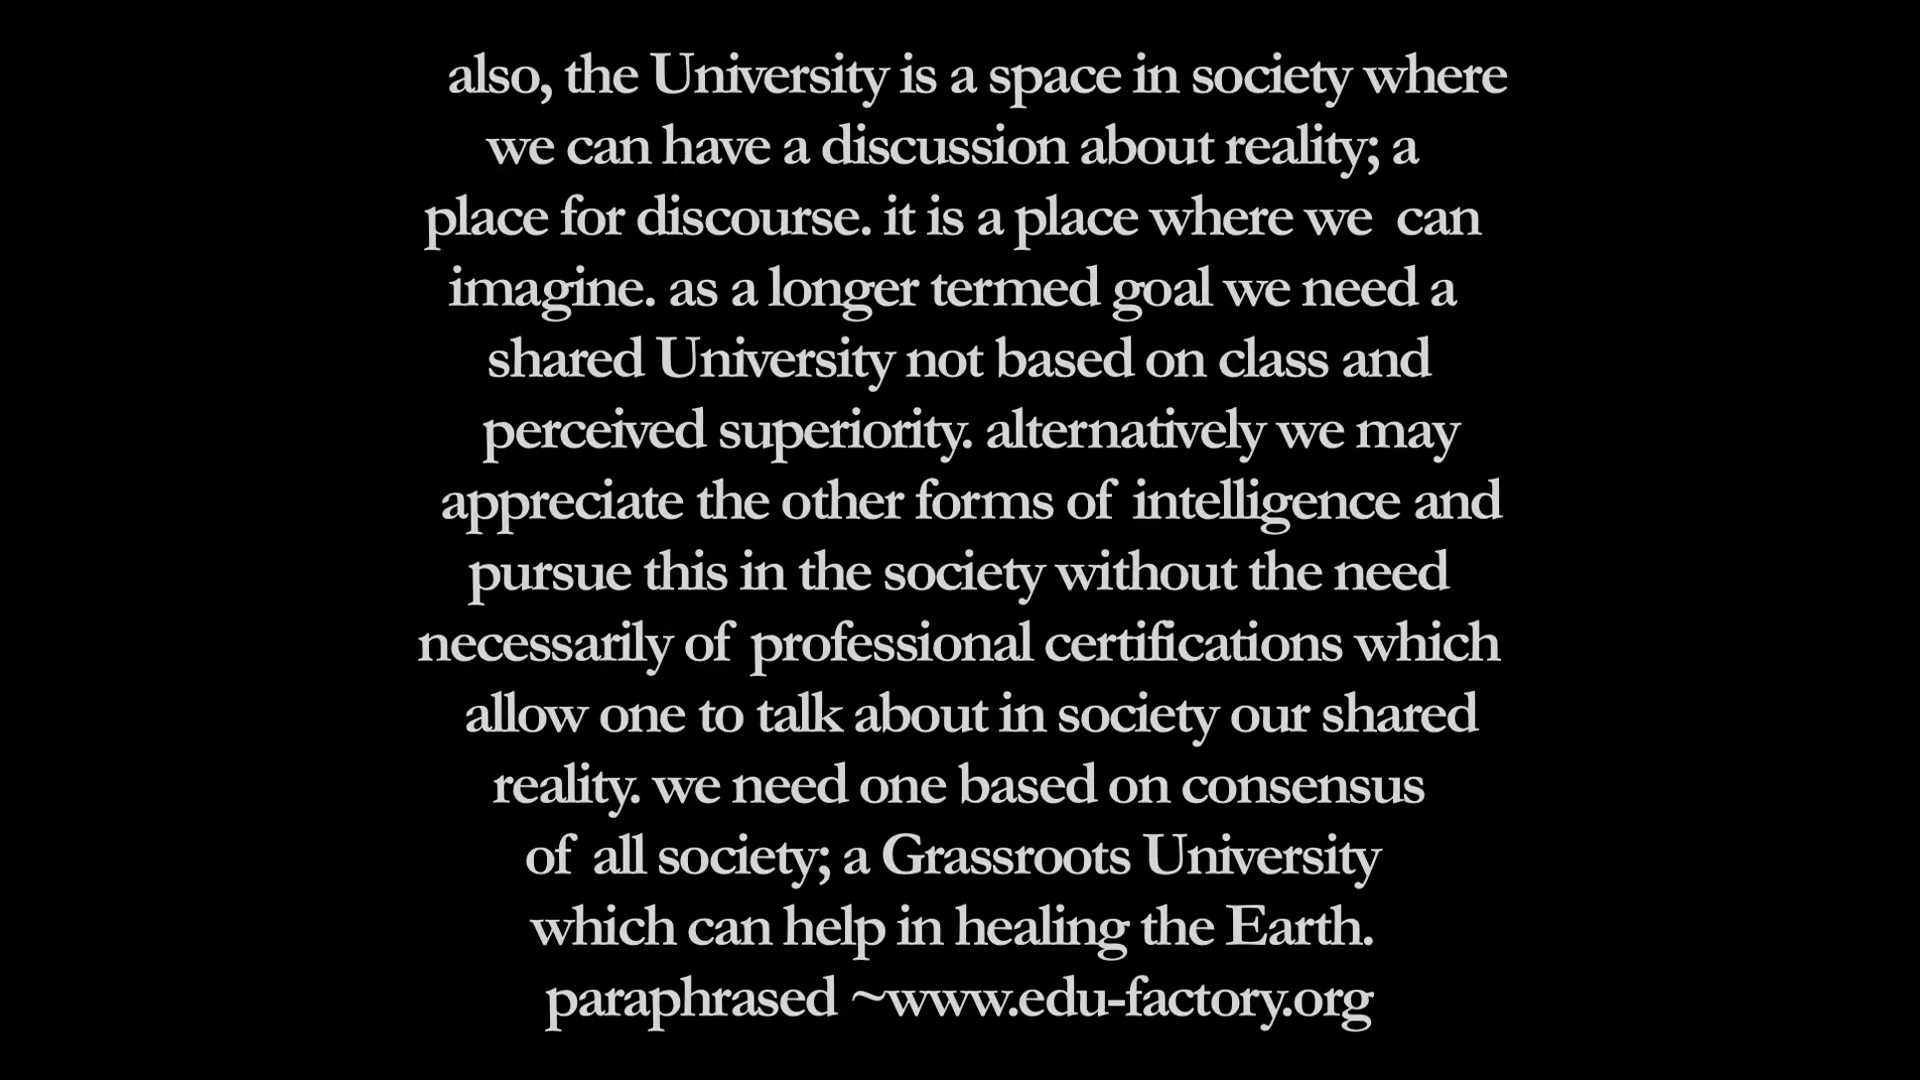 also, the University is a space in society where
we can have a discussion about reality; a
place for discourse. it is a place where we can
imagine. as a longer termed goal we need a
shared University not based on class and
perceived superiority. alternatively we may
appreciate the other forms of intelligence and
pursue this in the society without the need
necessarily of professional certifications which
allow one to talk about in society our shared
reality. we need one based on consensus
of all society; a Grassroots University
which can help in healing the Earth.
paraphrased ~www.edu-factory.org